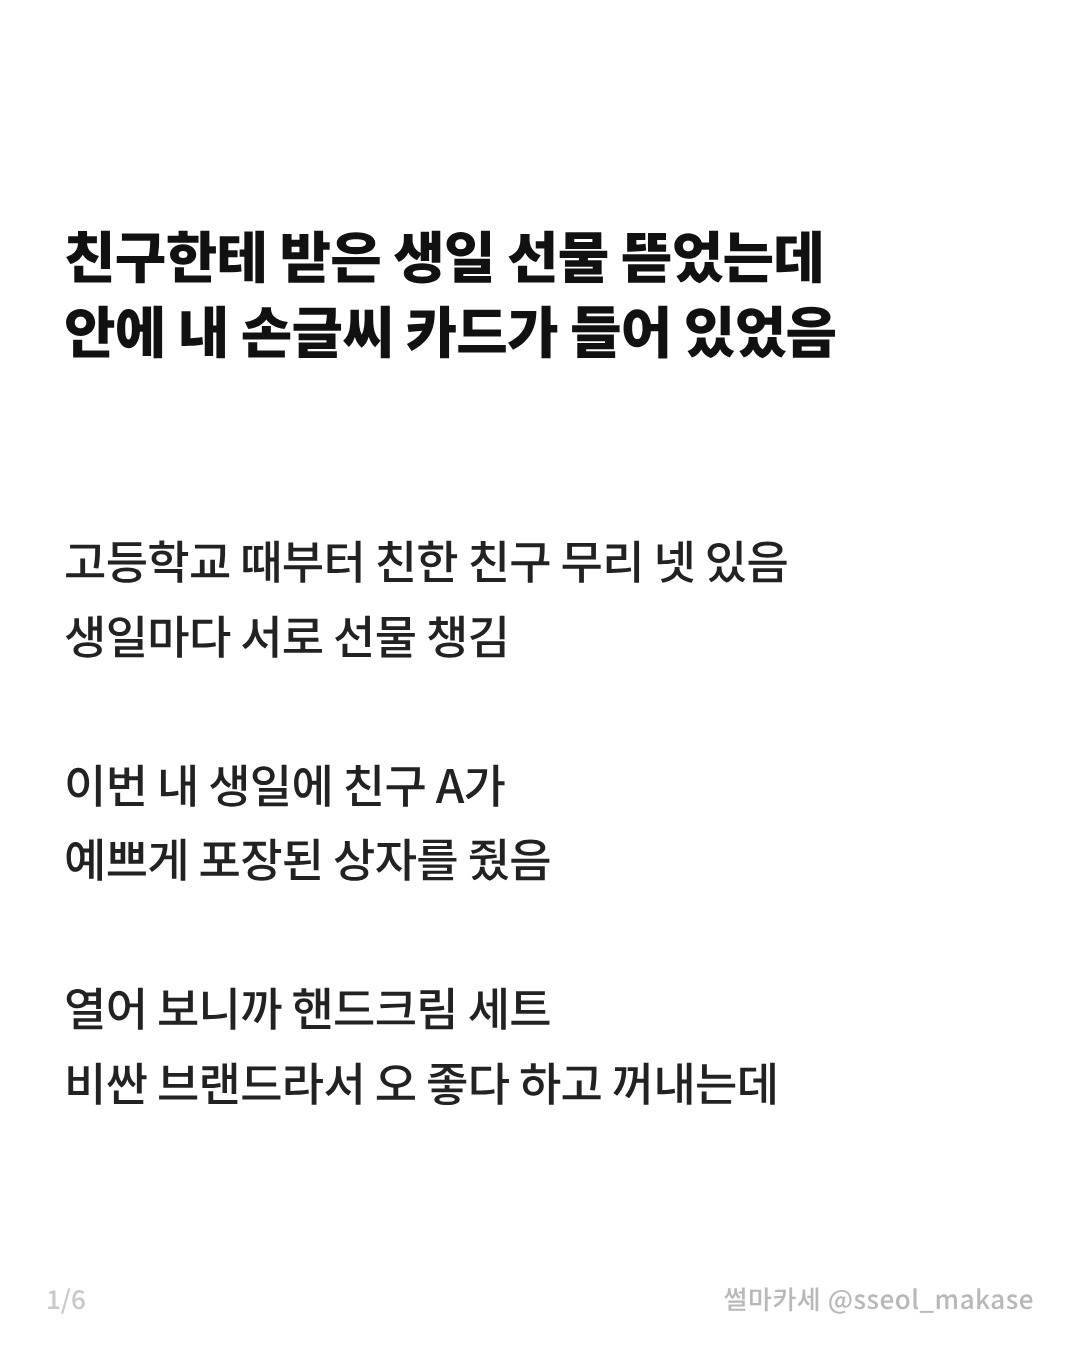 친구한테 받은 생일 선물 뜯었는데
안에 내 손글씨 카드가 들어 있었음
고등학교 때부터 친한 친구 무리 넷 있음
생일마다 서로 선물 챙김
이번 내 생일에 친구 A가
예쁘게 포장된 상자를 줬음
열어 보니까 핸드크림 세트
비싼 브랜드라서 오 좋다 하고 꺼내는데
1/6
썰마카세 @sseol_makase